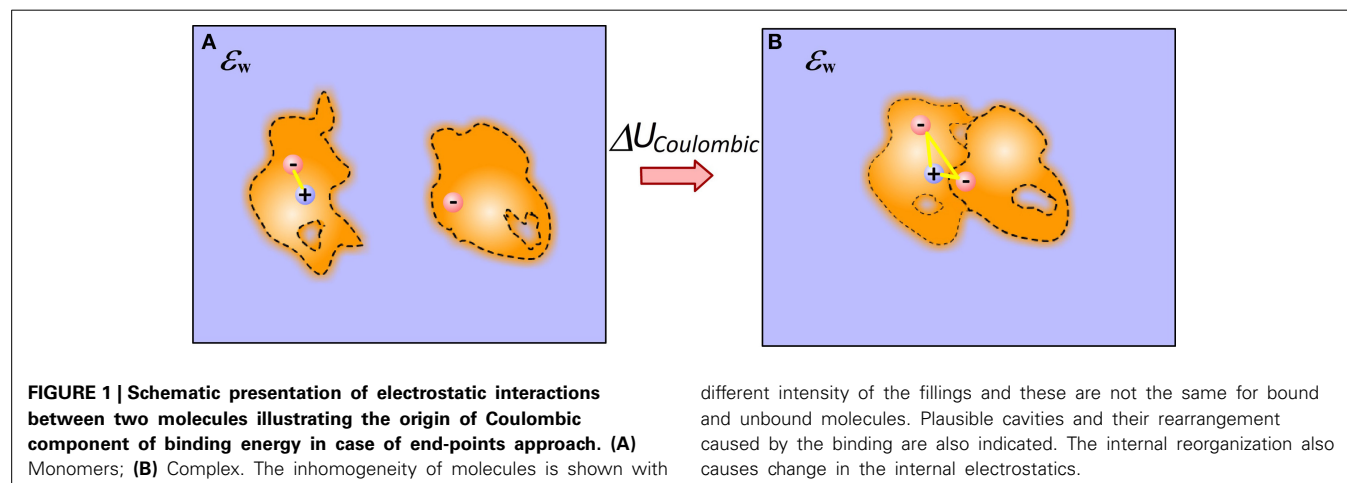 A
ℰw
-
+
-
ΔUCoulombic
B
ℰw
-
+
-
FIGURE 1 | Schematic presentation of electrostatic interactions
between two molecules illustrating the origin of Coulombic
component of binding energy in case of end-points approach. (A)
Monomers; (B) Complex. The inhomogeneity of molecules is shown with
different intensity of the fillings and these are not the same for bound
and unbound molecules. Plausible cavities and their rearrangement
caused by the binding are also indicated. The internal reorganization also
causes change in the internal electrostatics.